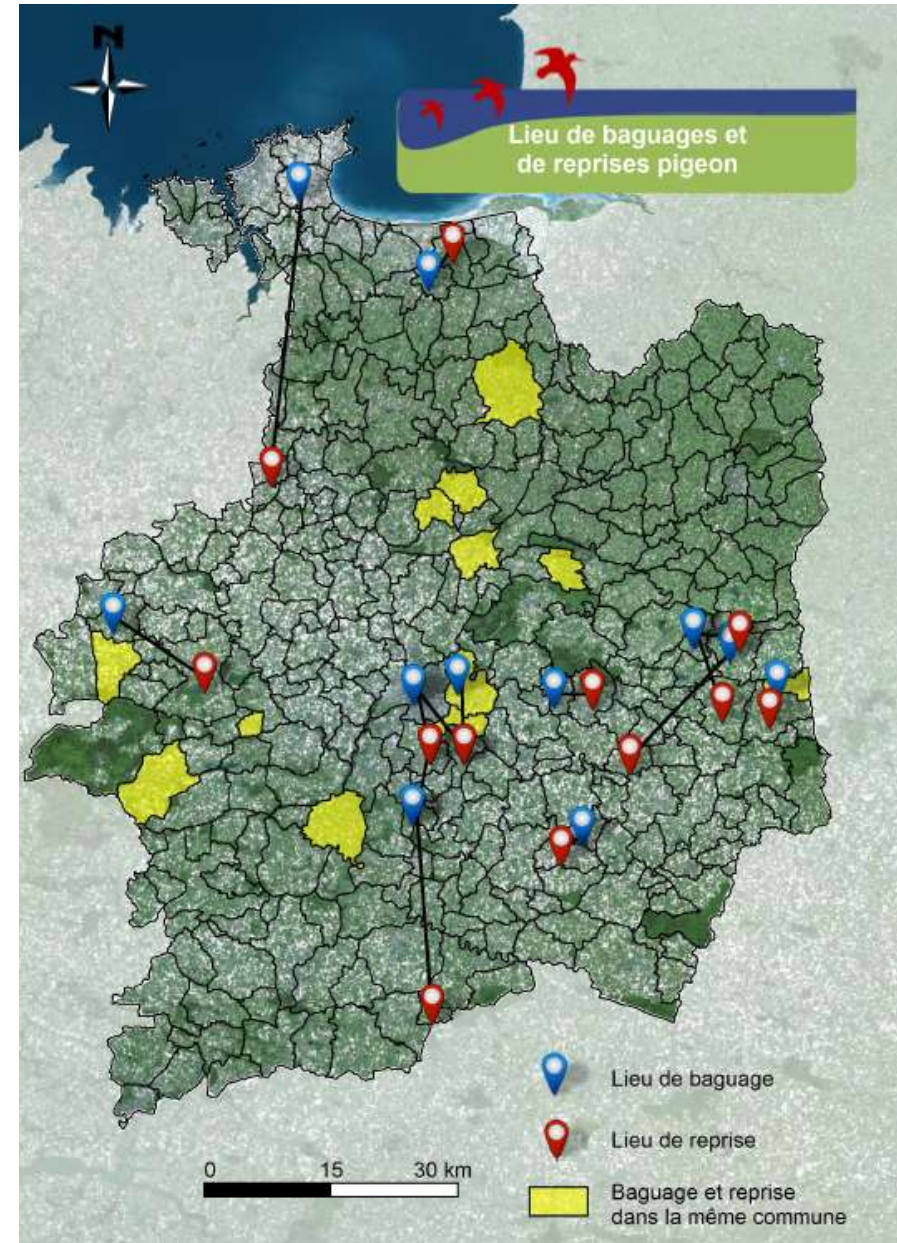 N
Lieu de baguages et
de reprises pigeon
Lieu de baguage
Lieu de reprise
0 15 30 km
Baguage et reprise
dans la même commune